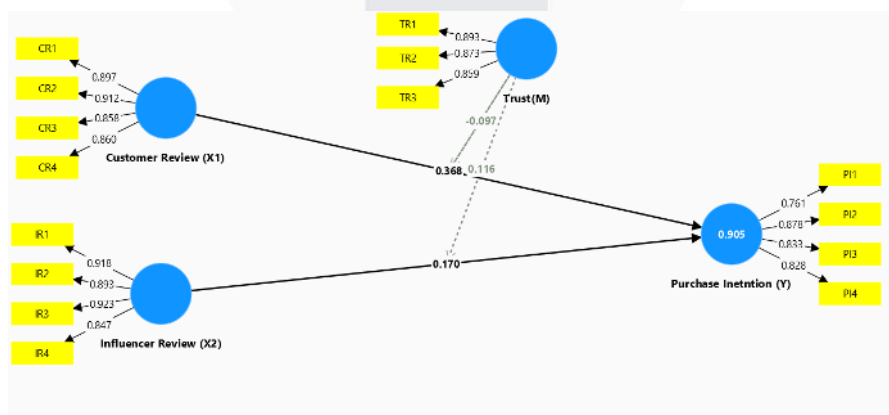 TR1
TR2
TR3
0.893
0.873
0.859
Trust(M)
CR1
CR2
CR3
CR4
0.897
0.912
0.858
0.860
Customer Review (X1)
-0.097
0.368
0.116
IR1
IR2
IR3
IR4
0.918
0.893
0.923
0.847
Influencer Review (X2)
0.170
0.905
Purchase Inetntion (Y)
0.761
0.878
0.833
0.828
PI1
PI2
PI3
PI4